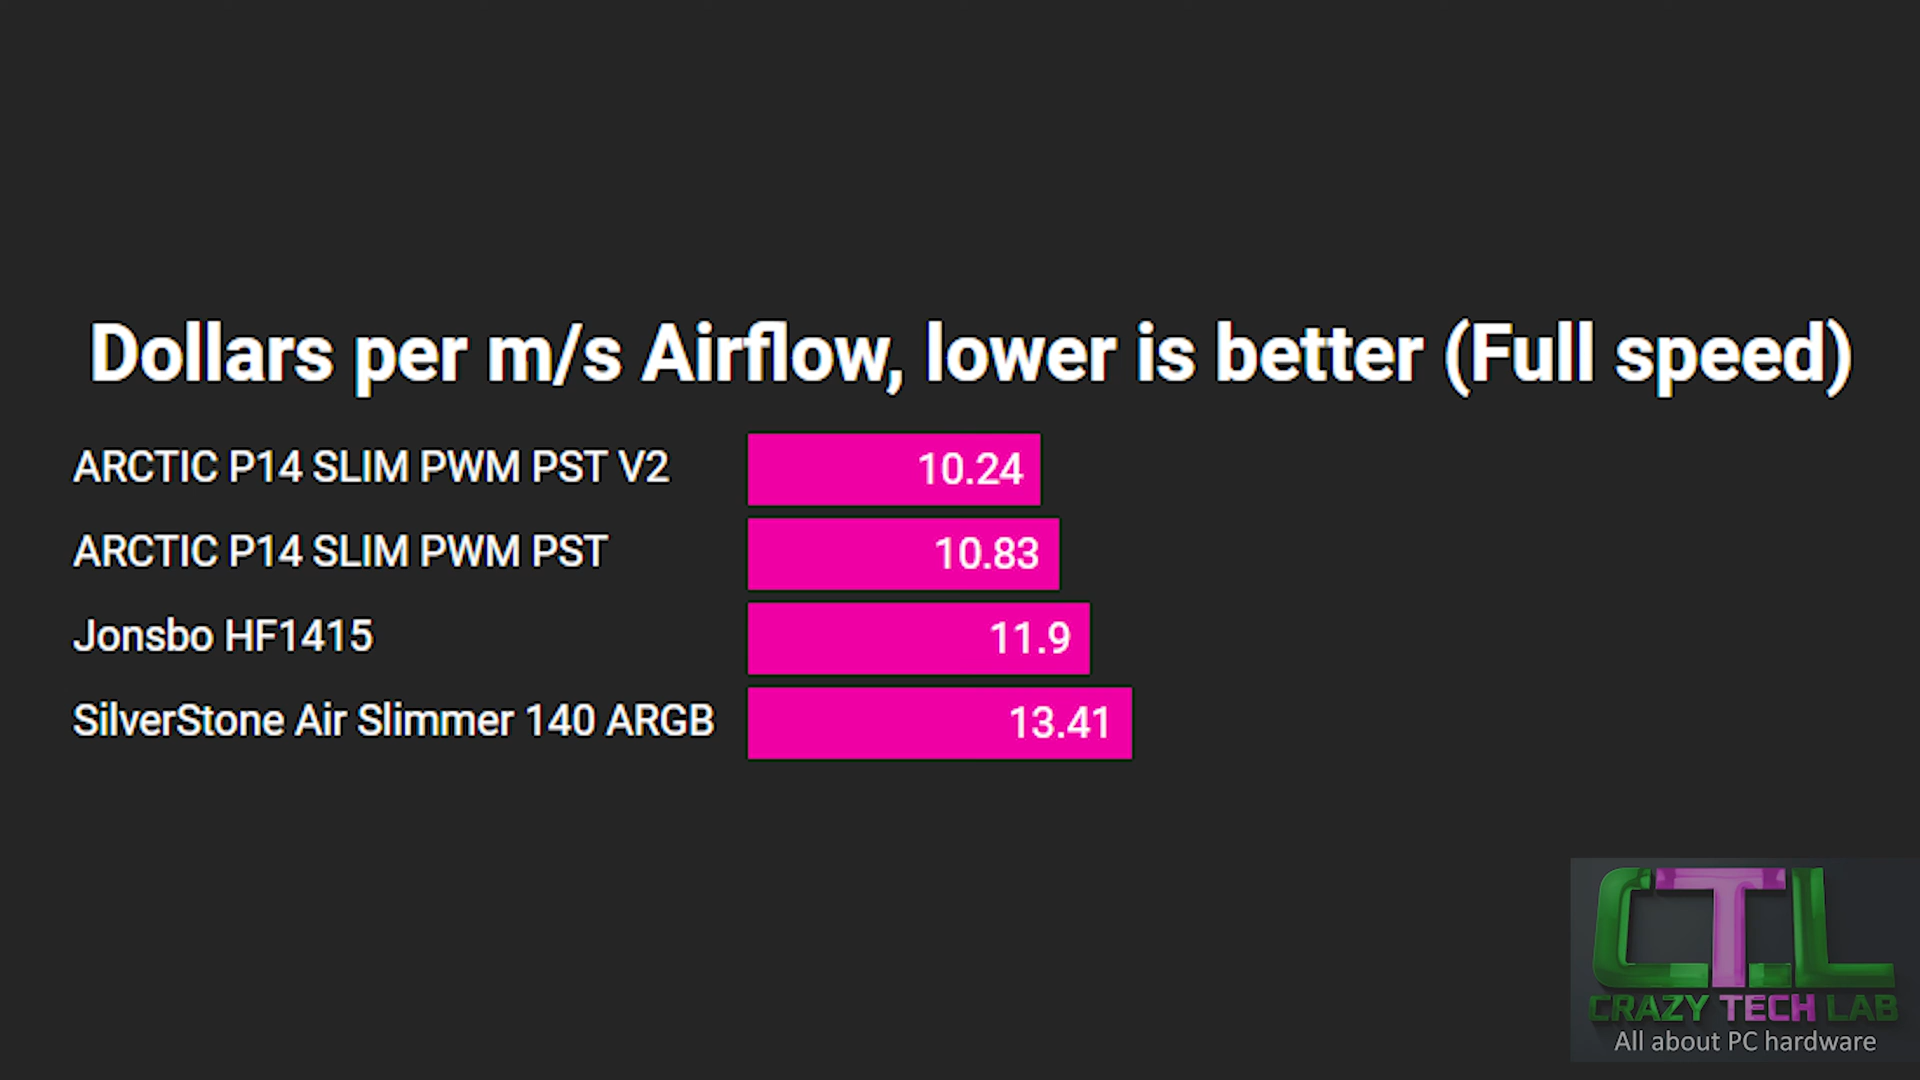 Dollars per m/s Airflow, lower is better (Full speed)
ARCTIC P14 SLIM PWM PST V2 10.24
ARCTIC P14 SLIM PWM PST 10.83
Jonsbo HF1415 11.9
SilverStone Air Slimmer 140 ARGB 13.41
CTL
CRAZY TECH LAB
All about PC hardware